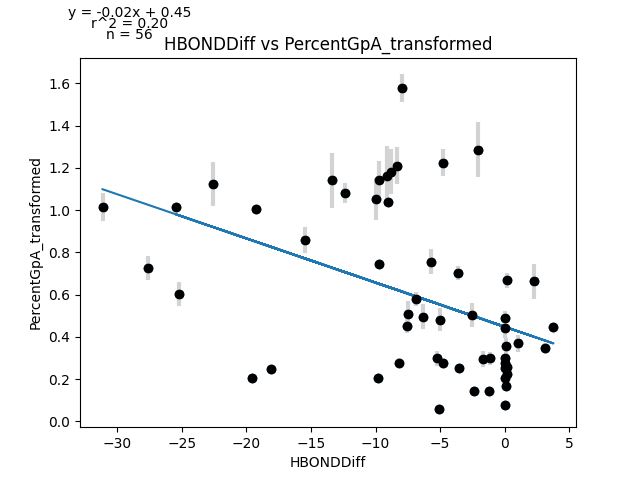 y = -0.02x + 0.45
r^2 = 0.20
n = 56
HBONDDiff vs PercentGpA_transformed
PercentGpA_transformed
1.6
1.4
1.2
1.0
0.8
0.6
0.4
0.2
0.0
−30 −25 −20 −15 −10 −5 0 5
HBONDDiff